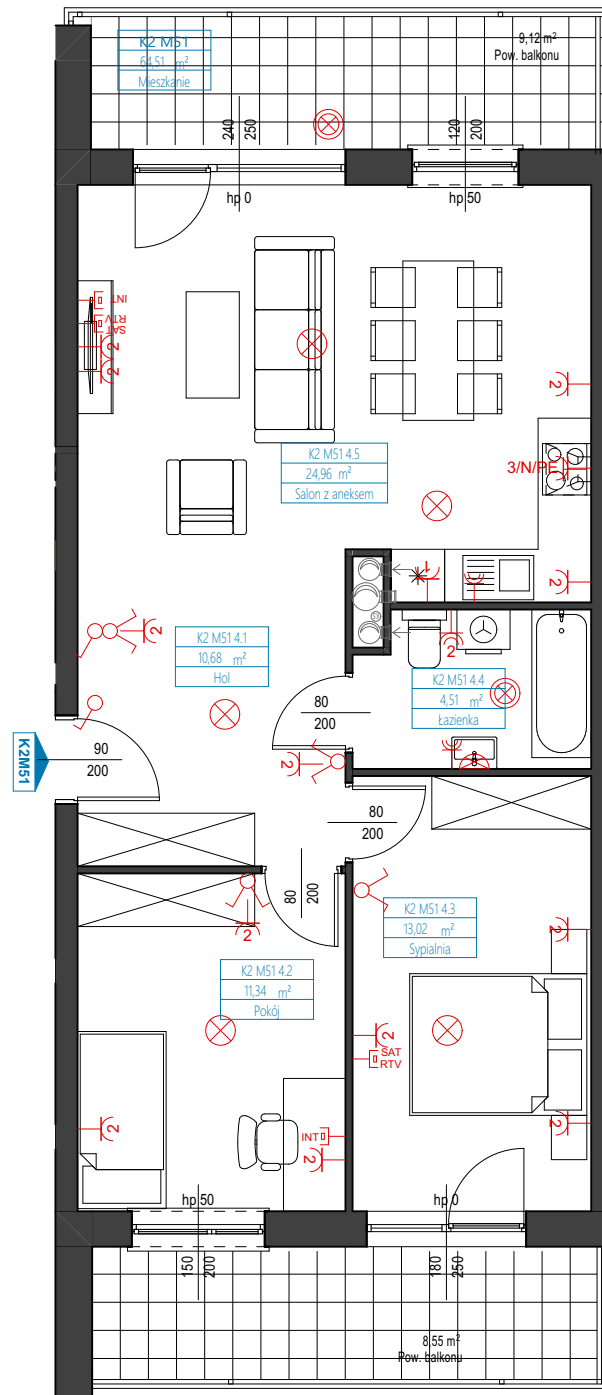 K2 M51
64,51 m²
Mieszkanie
9,12 m²
Pow. balkonu
240
250
120
200
hp 0
hp 50
INT
RTV
SAT
2
2
2
K2 M51 4.5
24,96 m²
Salon z aneksem
3/N/PE
2
1
2
K2 M51 4.1
10,68 m²
Hol
2
K2 M51 4.4
4,51 m²
Łazienka
80
200
K2M51
90
200
2
80
200
80
200
2
K2 M51 4.3
13,02 m²
Sypialnia
2
K2 M51 4.2
11,34 m²
Pokój
2
SAT
RTV
2
INT
2
2
hp 50
hp 0
150
200
180
250
8,55 m²
Pow. balkonu